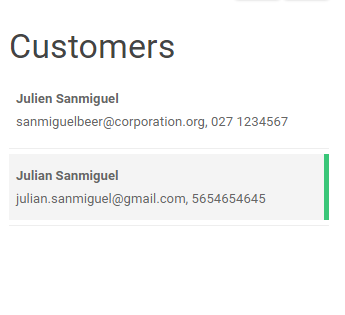 Customers
Julien Sanmiguel
sanmiguelbeer@corporation.org, 027 1234567
Julian Sanmiguel
julian.sanmiguel@gmail.com, 5654654645